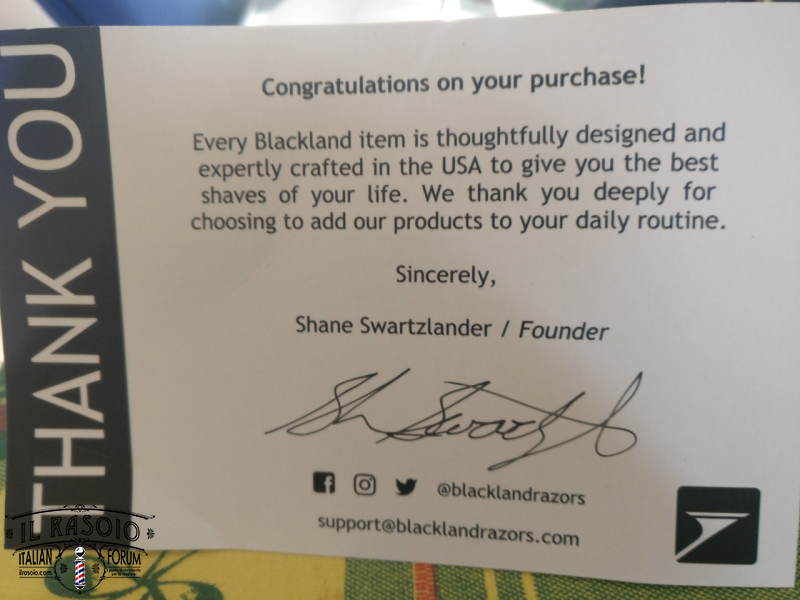 THANK YOU
Congratulations on your purchase!
Every Blackland item is thoughtfully designed and
expertly crafted in the USA to give you the best
shaves of your life. We thank you deeply for
choosing to add our products to your daily routine.
Sincerely,
Shane Swartzlander / Founder
@blacklandrazors
support@blacklandrazors.com
IL RASOIO
ITALIAN FORUM
ilrasoio.com